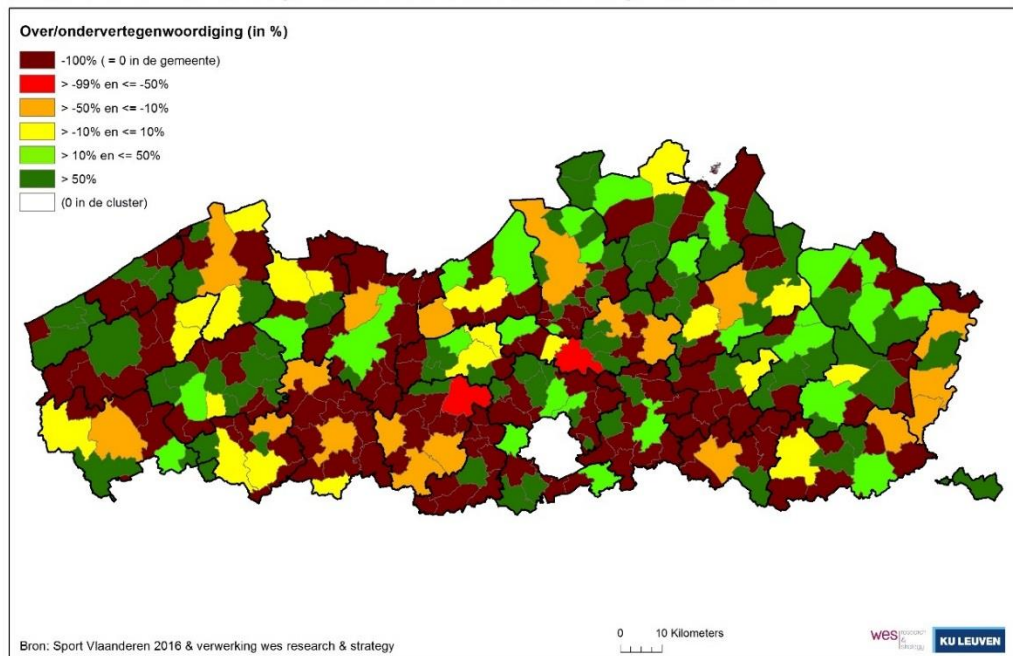 Over/ondervertegenwoordiging (in %)
-100% ( = 0 in de gemeente)
> -99% en <= -50%
> -50% en <= -10%
> -10% en <= 10%
> 10% en <= 50%
> 50%
(0 in de cluster)
Bron: Sport Vlaanderen 2016 & verwerking wes research & strategy
0 10 Kilometers
wes research & strategy
KU LEUVEN